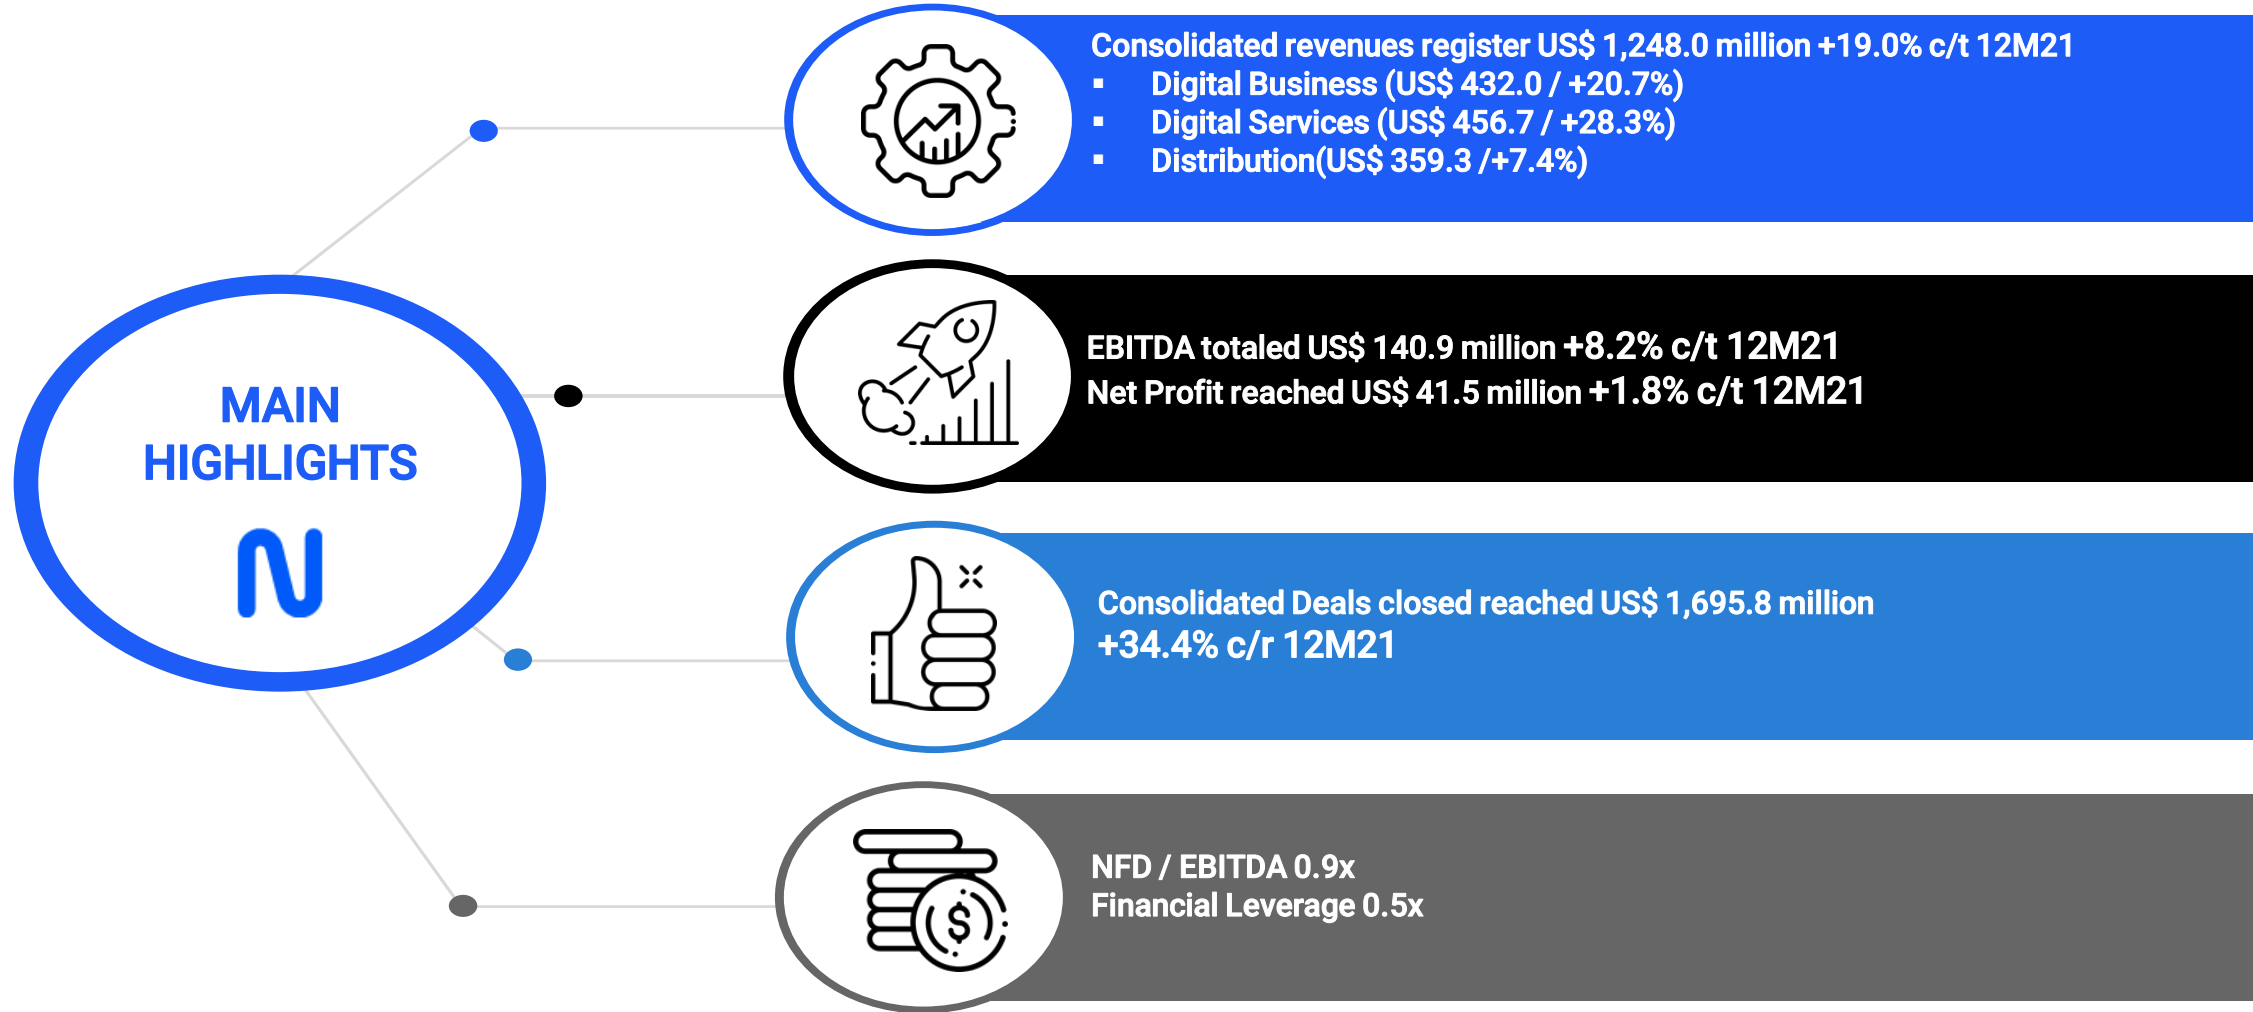 Consolidated revenues register US$ 1,248.0 million +19.0% c/t 12M21
▪ Digital Business (US$ 432.0 / +20.7%)
▪ Digital Services (US$ 456.7 / +28.3%)
▪ Distribution(US$ 359.3 /+7.4%)
MAIN
HIGHLIGHTS
EBITDA totaled US$ 140.9 million +8.2% c/t 12M21
Net Profit reached US$ 41.5 million +1.8% c/t 12M21
Consolidated Deals closed reached US$ 1,695.8 million
+34.4% c/r 12M21
NFD / EBITDA 0.9x
Financial Leverage 0.5x